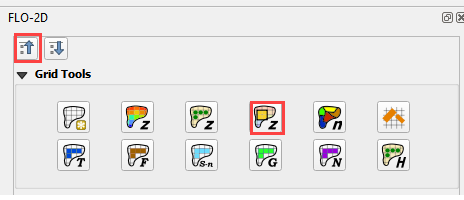 FLO-2D
Grid Tools
z z z n
T F S-n G N H